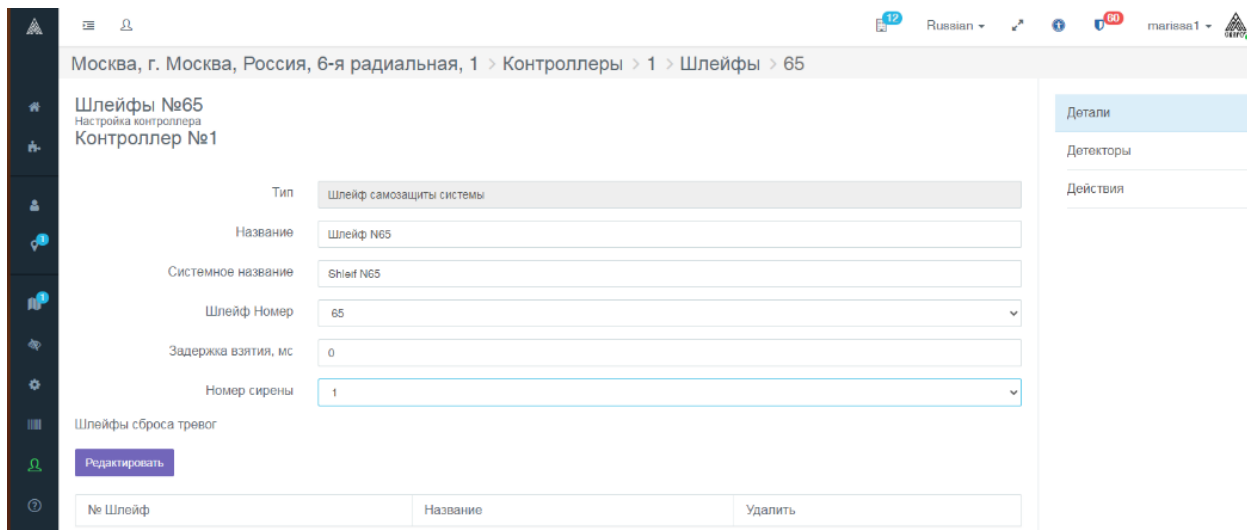 12
Russian
60
marissa1
Москва, г. Москва, Россия, 6-я радиальная, 1 > Контроллеры > 1 > Шлейфы > 65
Шлейфы №65
Настройка контроллера
Контроллер №1
Тип
Шлейф самозащиты системы
Название
Шлейф N65
Системное название
Shleif N65
Шлейф Номер
65
Задержка взятия, мс
0
Номер сирены
1
Шлейфы сброса тревог
Редактировать
№ Шлейф
Название
Удалить
Детали
Детекторы
Действия
1
1